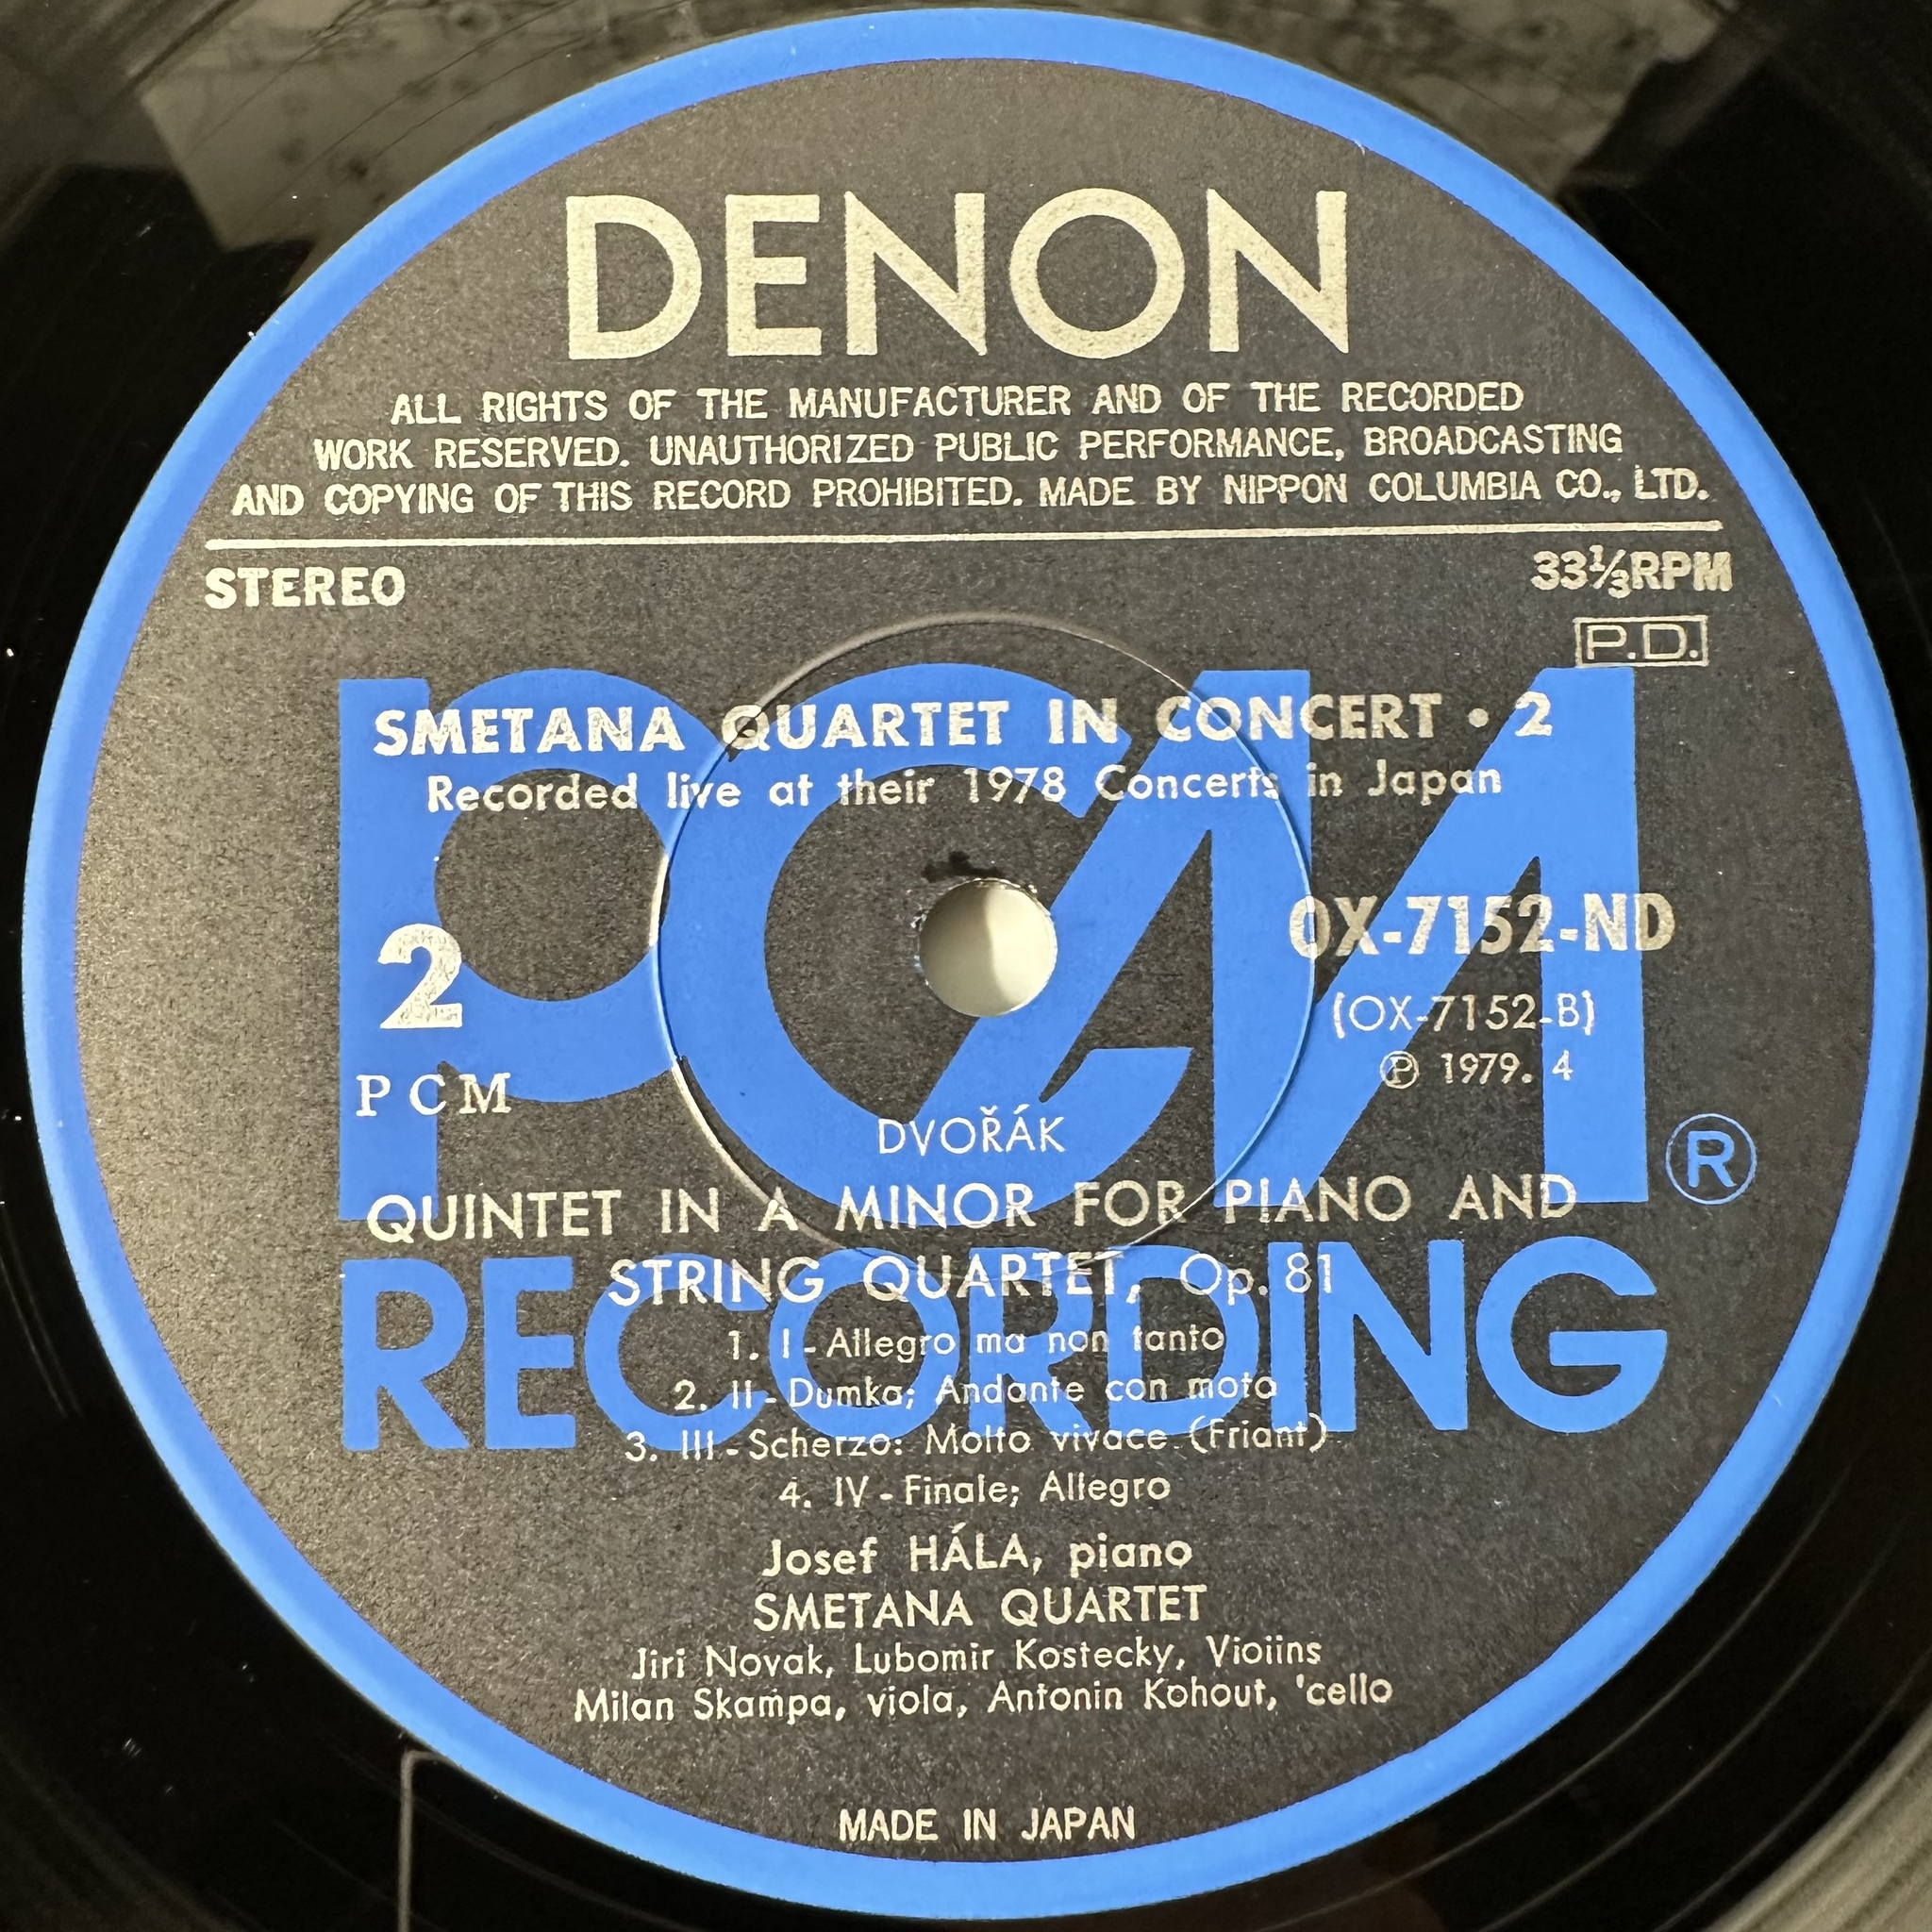 DENON
ALL RIGHTS OF THE MANUFACTURER AND OF THE RECORDED
WORK RESERVED. UNAUTHORIZED PUBLIC PERFORMANCE, BROADCASTING
AND COPYING OF THIS RECORD PROHIBITED. MADE BY NIPPON COLUMBIA CO., LTD.
STEREO
33⅓RPM
P.D.
SMETANA QUARTET IN CONCERT • 2
Recorded live at their 1978 Concerts in Japan
PCM
RECORDING
®
2
PCM
OX-7152-ND
(OX-7152-B)
℗ 1979. 4
DVOŘÁK
QUINTET IN A MINOR FOR PIANO AND
STRING QUARTET, Op. 81
1. I - Allegro ma non tanto
2. II - Dumka; Andante con moto
3. III - Scherzo: Molto vivace (Friant)
4. IV - Finale; Allegro
Josef HÁLA, piano
SMETANA QUARTET
Jiri Novak, Lubomir Kostecky, Vioiins
Milan Skampa, viola, Antonin Kohout, 'cello
MADE IN JAPAN